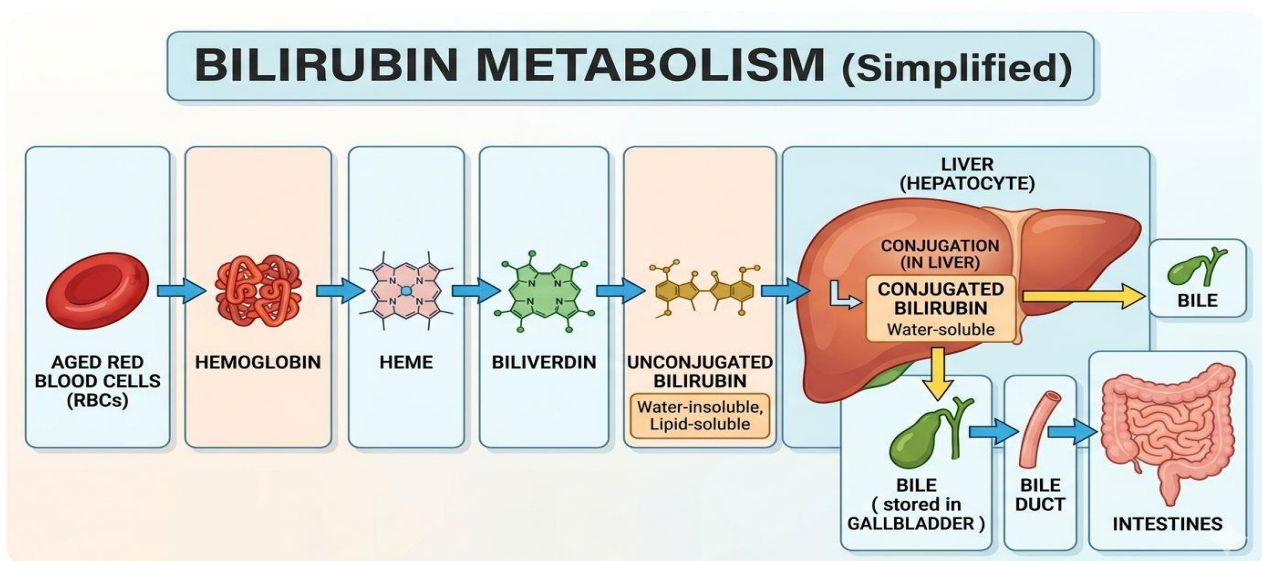 BILIRUBIN METABOLISM (Simplified)
AGED RED
BLOOD CELLS
(RBCs)
HEMOGLOBIN
HEME
N N
N N
BILIVERDIN
N N
N N
UNCONJUGATED
BILIRUBIN
Water-insoluble,
Lipid-soluble
LIVER
(HEPATOCYTE)
CONJUGATION
(IN LIVER)
CONJUGATED
BILIRUBIN
Water-soluble
BILE
BILE
( stored in
GALLBLADDER )
BILE
DUCT
INTESTINES